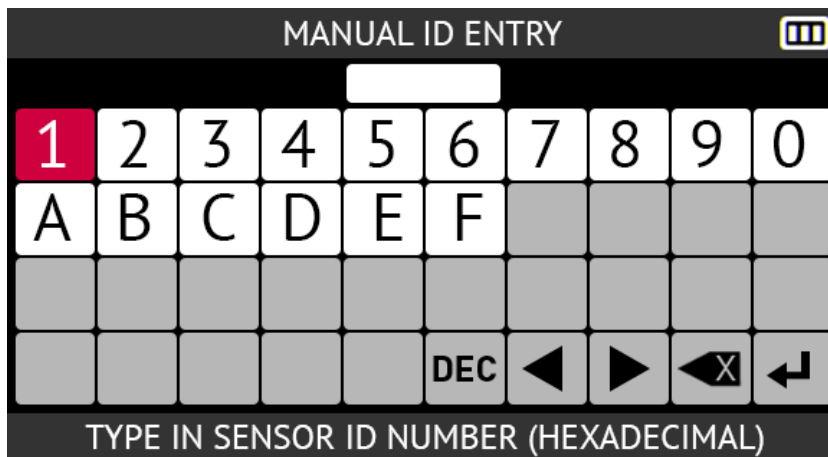 MANUAL ID ENTRY
1 2 3 4 5 6 7 8 9 0
A B C D E F
DEC X
TYPE IN SENSOR ID NUMBER (HEXADECIMAL)